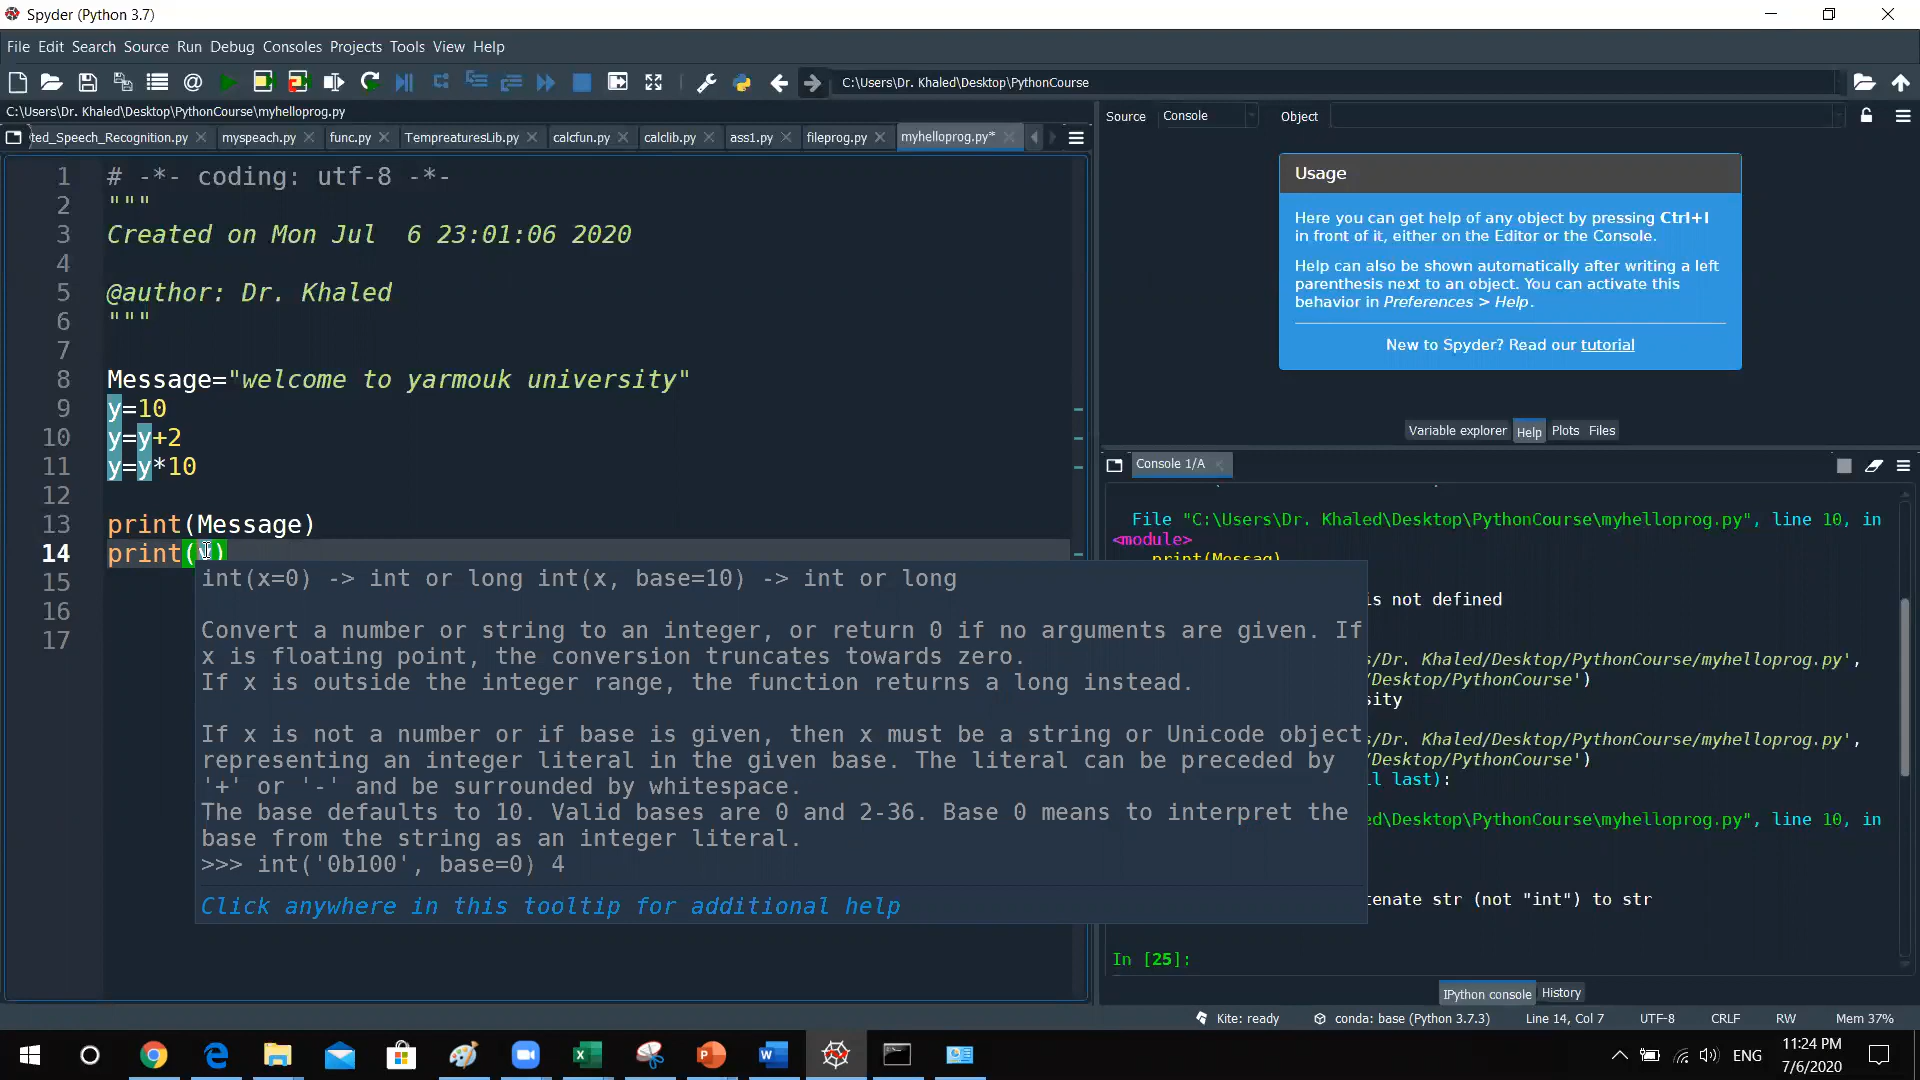 Spyder (Python 3.7)
File Edit Search Source Run Debug Consoles Projects Tools View Help
C:\Users\Dr. Khaled\Desktop\PythonCourse
C:\Users\Dr. Khaled\Desktop\PythonCourse\myhelloprog.py
ted_Speech_Recognition.py myspeach.py func.py TempreaturesLib.py calcfun.py calclib.py ass1.py fileprog.py myhelloprog.py*
1 # -*- coding: utf-8 -*-
2 """
3 Created on Mon Jul  6 23:01:06 2020
4
5 @author: Dr. Khaled
6 """
7
8 Message="welcome to yarmouk university"
9 y=10
10 y=y+2
11 y=y*10
12
13 print(Message)
14 print(y)
15
16
17
int(x=0) -> int or long int(x, base=10) -> int or long
Convert a number or string to an integer, or return 0 if no arguments are given. If
x is floating point, the conversion truncates towards zero.
If x is outside the integer range, the function returns a long instead.
If x is not a number or if base is given, then x must be a string or Unicode object
representing an integer literal in the given base. The literal can be preceded by
'+' or '-' and be surrounded by whitespace.
The base defaults to 10. Valid bases are 0 and 2-36. Base 0 means to interpret the
base from the string as an integer literal.
>>> int('0b100', base=0) 4
Click anywhere in this tooltip for additional help
Source Console Object
Usage
Here you can get help of any object by pressing Ctrl+I
in front of it, either on the Editor or the Console.
Help can also be shown automatically after writing a left
parenthesis next to an object. You can activate this
behavior in Preferences > Help.
New to Spyder? Read our tutorial
Variable explorer Help Plots Files
Console 1/A
File "C:\Users\Dr. Khaled\Desktop\PythonCourse\myhelloprog.py", line 10, in
<module>
print(Messag)
is not defined
s/Dr. Khaled/Desktop/PythonCourse/myhelloprog.py',
/Desktop/PythonCourse')
sity
s/Dr. Khaled/Desktop/PythonCourse/myhelloprog.py',
/Desktop/PythonCourse')
ll last):
ed\Desktop\PythonCourse\myhelloprog.py", line 10, in
tenate str (not "int") to str
In [25]:
IPython console History
Kite: ready conda: base (Python 3.7.3) Line 14, Col 7 UTF-8 CRLF RW Mem 37%
ENG
11:24 PM
7/6/2020